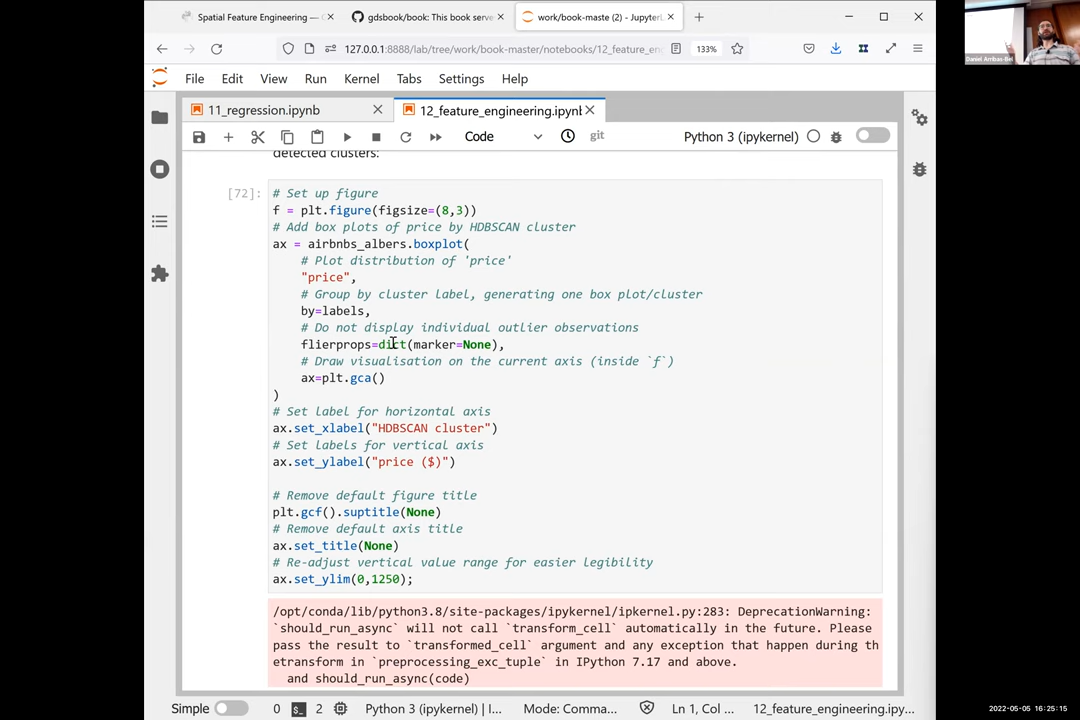 Spatial Feature Engineering — C
gdsbook/book: This book serve
work/book-maste (2) - Jupyterl
127.0.0.1:8888/lab/tree/work/book-master/notebooks/12_feature_en
133%
Daniel Arribas-Bel
File Edit View Run Kernel Tabs Settings Help
11_regression.ipynb
12_feature_engineering.ipynb
Code
git
Python 3 (ipykernel)
detected clusters:
[72]:
# Set up figure
f = plt.figure(figsize=(8,3))
# Add box plots of price by HDBSCAN cluster
ax = airbnbs_albers.boxplot(
# Plot distribution of 'price'
"price",
# Group by cluster label, generating one box plot/cluster
by=labels,
# Do not display individual outlier observations
flierprops=dict(marker=None),
# Draw visualisation on the current axis (inside `f`)
ax=plt.gca()
)
# Set label for horizontal axis
ax.set_xlabel("HDBSCAN cluster")
# Set labels for vertical axis
ax.set_ylabel("price ($)")
# Remove default figure title
plt.gcf().suptitle(None)
# Remove default axis title
ax.set_title(None)
# Re-adjust vertical value range for easier legibility
ax.set_ylim(0,1250);
/opt/conda/lib/python3.8/site-packages/ipykernel/ipkernel.py:283: DeprecationWarning:
`should_run_async` will not call `transform_cell` automatically in the future. Please
pass the result to `transformed_cell` argument and any exception that happen during th
etransform in `preprocessing_exc_tuple` in IPython 7.17 and above.
and should_run_async(code)
Simple
0
2
Python 3 (ipykernel) | I...
Mode: Comma...
Ln 1, Col ...
12_feature_engineering.ipy...
2022-05-05 16:25:15